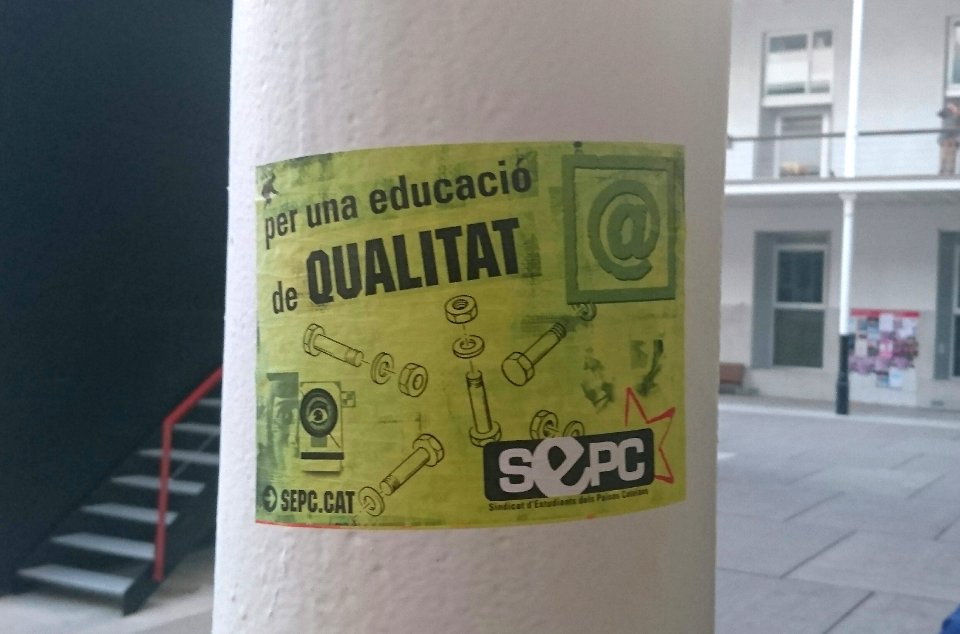 per una educació
de QUALITAT
@
SEPC.CAT
sepc
Sindicat d'Estudiants dels Països Catalans